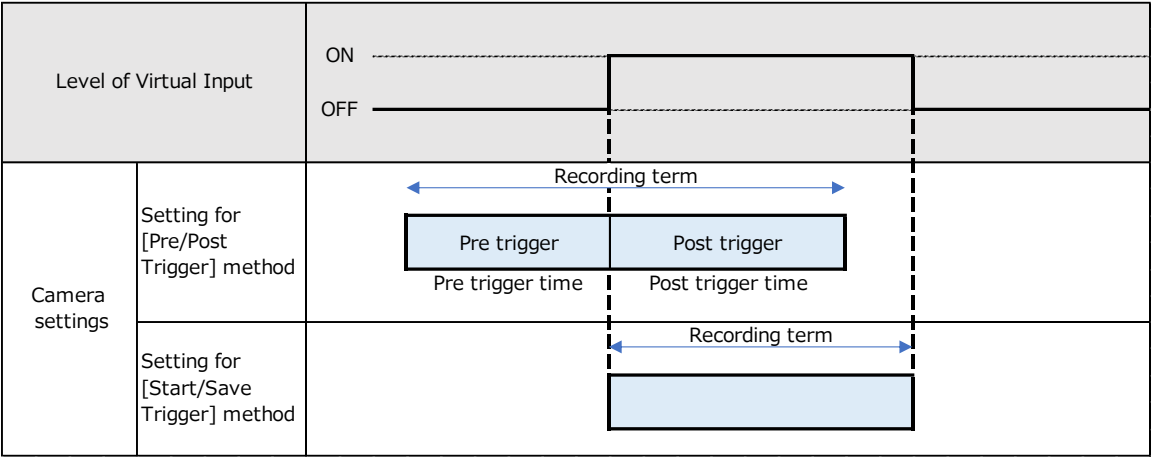 Level of Virtual Input
ON
OFF
Camera
settings
Setting for
[Pre/Post
Trigger] method
Recording term
Pre trigger
Post trigger
Pre trigger time
Post trigger time
Setting for
[Start/Save
Trigger] method
Recording term